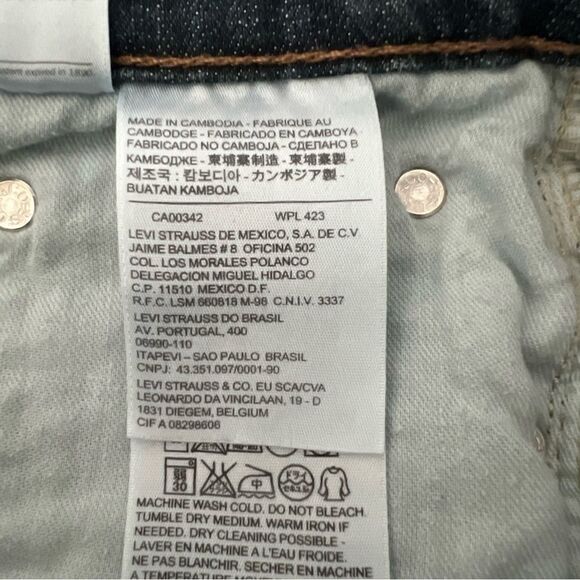 MADE IN CAMBODIA - FABRIQUE AU
CAMBODGE - FABRICADO EN CAMBOYA
FABRICADO NO CAMBOJA - СДЕЛАНО В
КАМБОДЖЕ - 柬埔寨制造 - 柬埔寨製 -
제조국 : 캄보디아 - カンボジア製 -
BUATAN KAMBOJA
CA00342 WPL 423
LEVI STRAUSS DE MEXICO, S.A. DE C.V
JAIME BALMES # 8 OFICINA 502
COL. LOS MORALES POLANCO
DELEGACION MIGUEL HIDALGO
C.P. 11510 MEXICO D.F.
R.F.C. LSM 660818 M-98 C.N.I.V. 3337
LEVI STRAUSS DO BRASIL
AV. PORTUGAL, 400
06990-110
ITAPEVI – SAO PAULO BRASIL
CNPJ: 43.351.097/0001-90
LEVI STRAUSS & CO. EU SCA/CVA
LEONARDO DA VINCILAAN, 19 - D
1831 DIEGEM, BELGIUM
CIF A 08298606
30 中 ドライ
MACHINE WASH COLD. DO NOT BLEACH.
TUMBLE DRY MEDIUM. WARM IRON IF
NEEDED. DRY CLEANING POSSIBLE -
LAVER EN MACHINE A L'EAU FROIDE.
NE PAS BLANCHIR. SECHER EN MACHINE
A TEMPERATURE